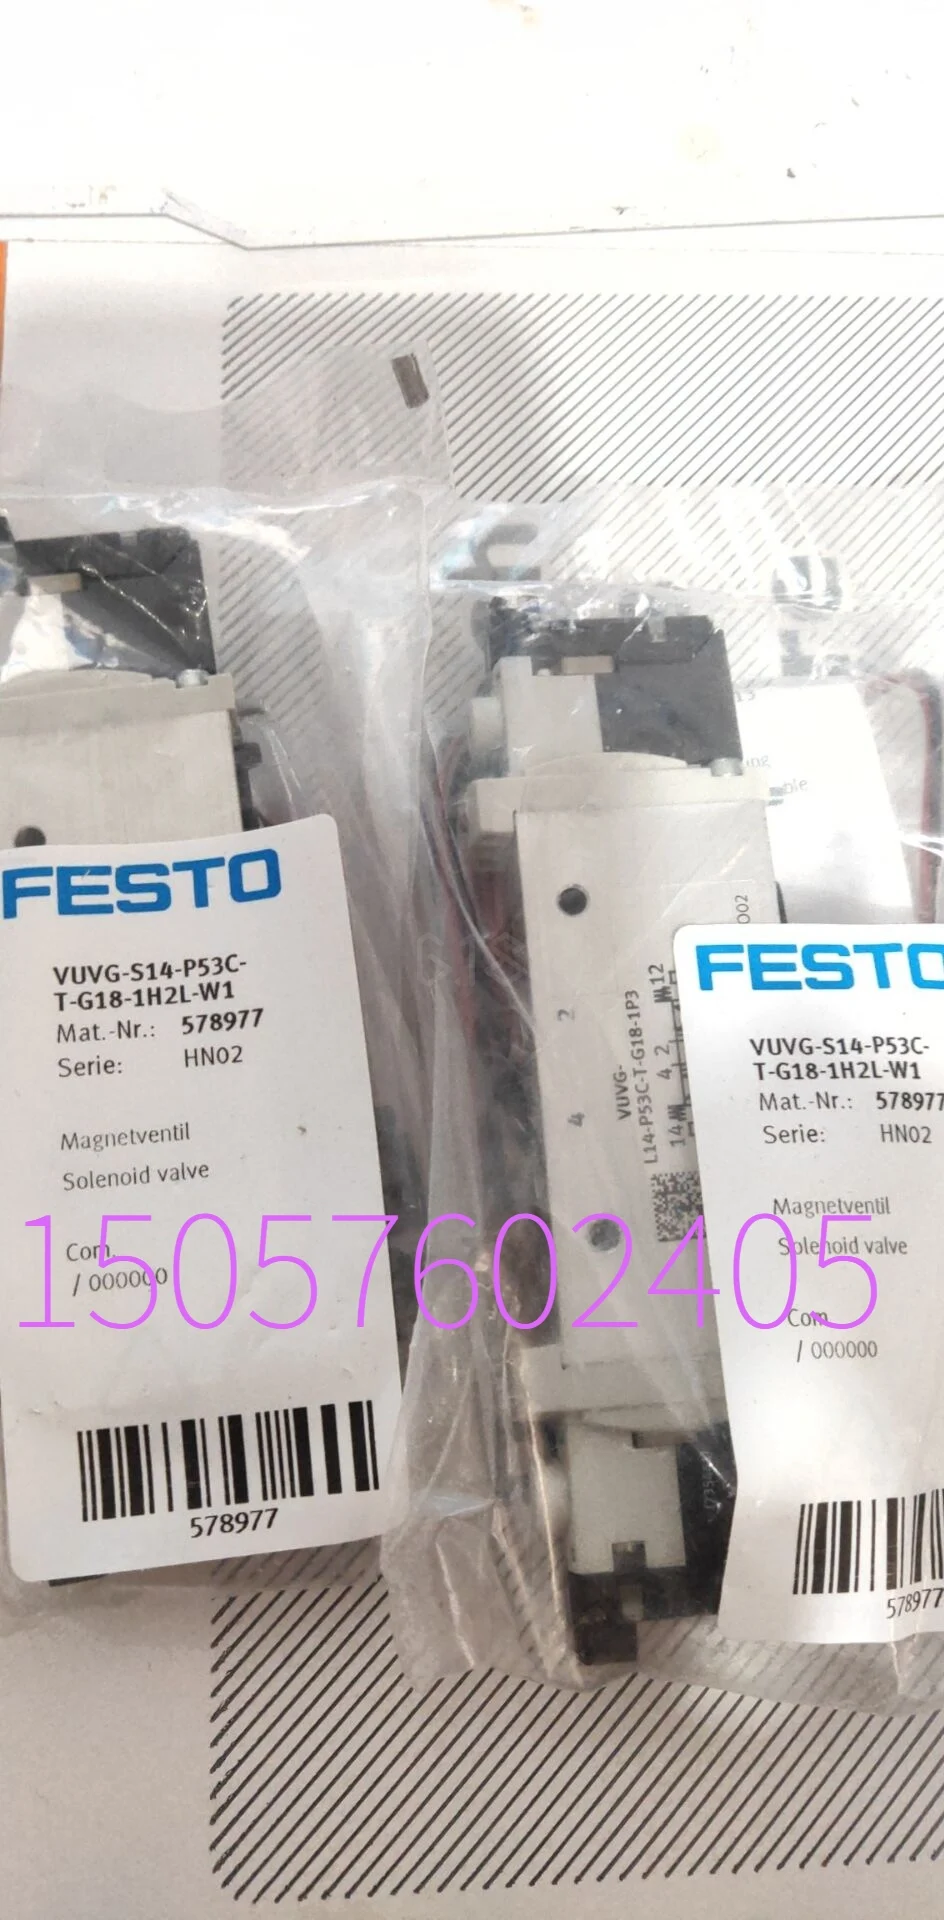 FESTO
VUVG-S14-P53C-
T-G18-1H2L-W1
Mat.-Nr.: 578977
Serie: HN02
Magnetventil
Solenoid valve
Com.
/ 000000
578977
2
4
VUVG-
L14-P53C-T-G18-1P3
14 4 2 12
FESTO
VUVG-S14-P53C-
T-G18-1H2L-W1
Mat.-Nr.: 578977
Serie: HN02
Magnetventil
Solenoid valve
Com.
/ 000000
578977
15057602405